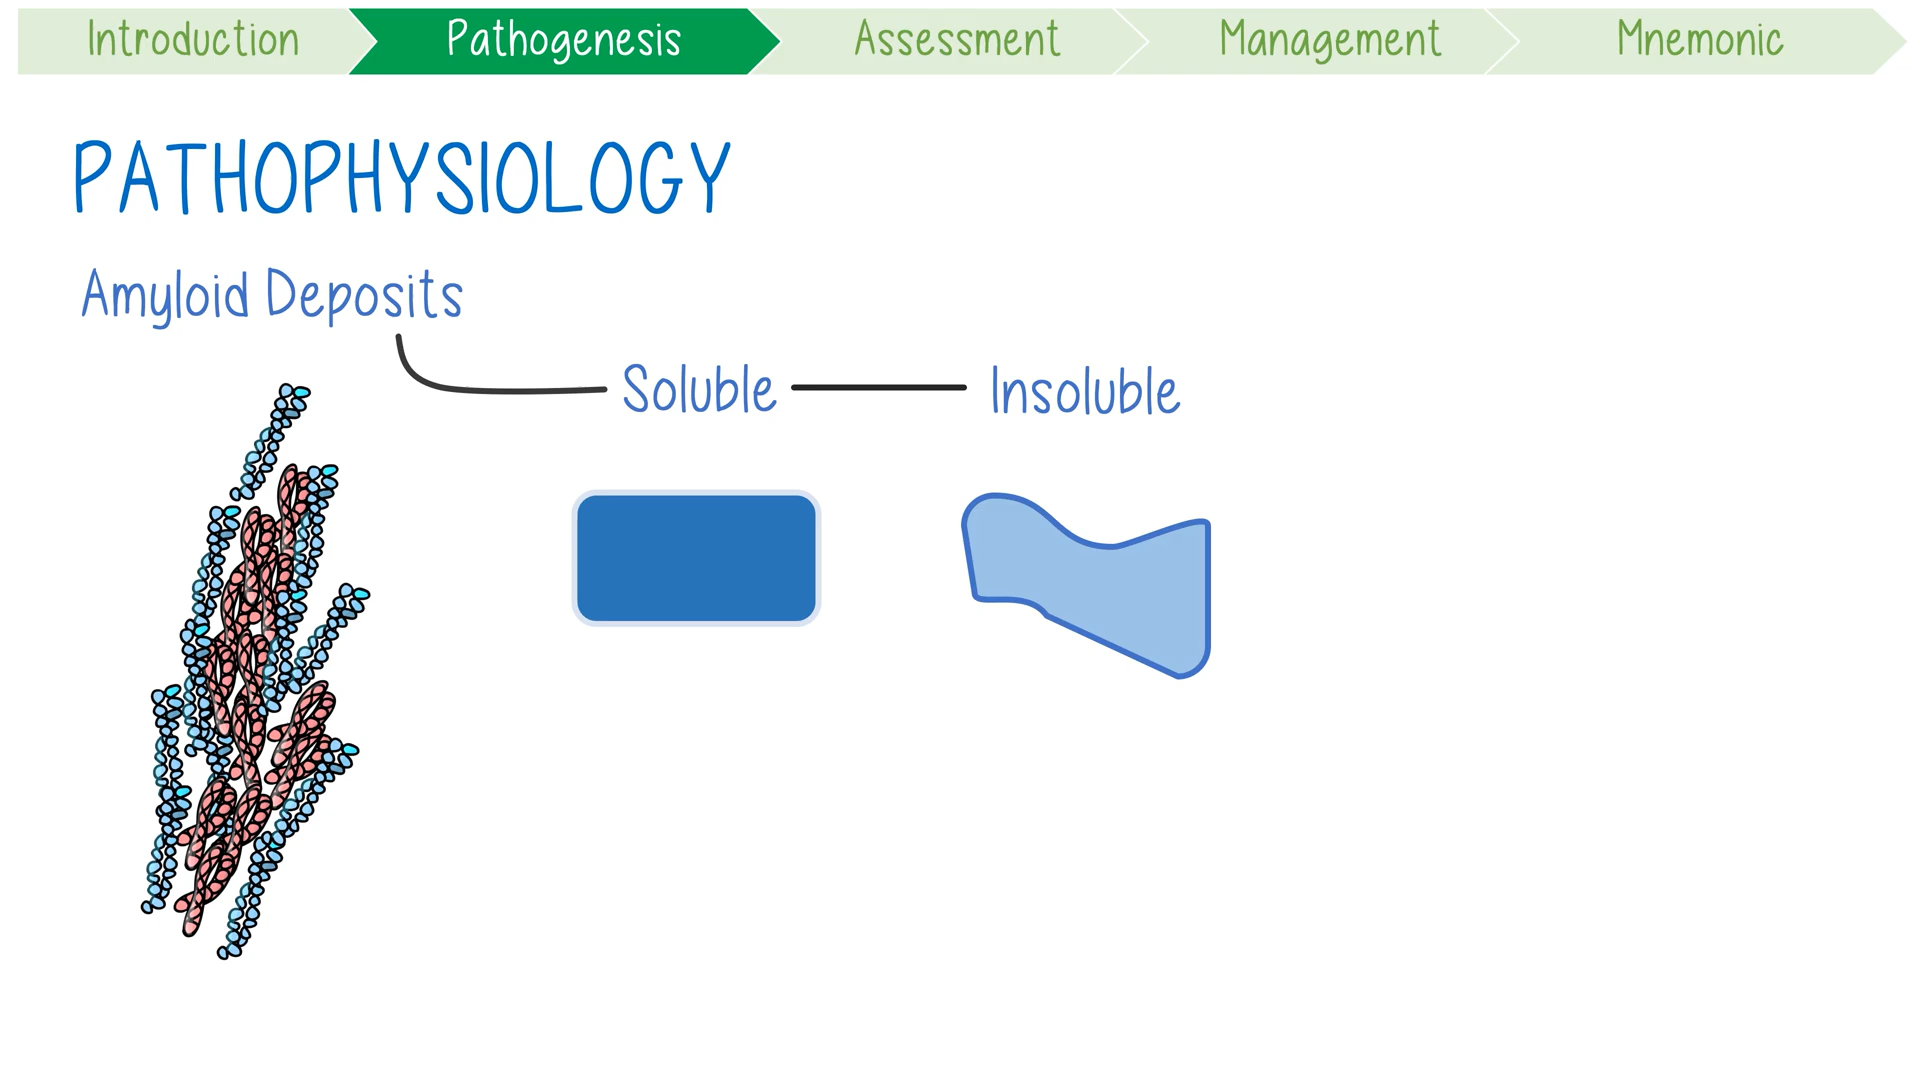 Introduction Pathogenesis Assessment Management Mnemonic
PATHOPHYSIOLOGY
Amyloid Deposits
Soluble Insoluble